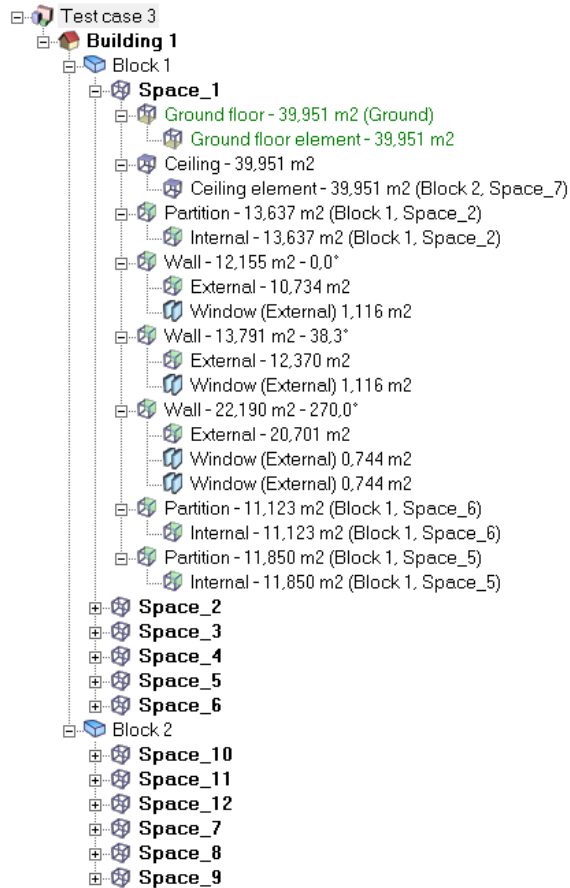 Test case 3
Building 1
Block 1
Space_1
Ground floor - 39,951 m2 (Ground)
Ground floor element - 39,951 m2
Ceiling - 39,951 m2
Ceiling element - 39,951 m2 (Block 2, Space_7)
Partition - 13,637 m2 (Block 1, Space_2)
Internal - 13,637 m2 (Block 1, Space_2)
Wall - 12,155 m2 - 0,0°
External - 10,734 m2
Window (External) 1,116 m2
Wall - 13,791 m2 - 38,3°
External - 12,370 m2
Window (External) 1,116 m2
Wall - 22,190 m2 - 270,0°
External - 20,701 m2
Window (External) 0,744 m2
Window (External) 0,744 m2
Partition - 11,123 m2 (Block 1, Space_6)
Internal - 11,123 m2 (Block 1, Space_6)
Partition - 11,850 m2 (Block 1, Space_5)
Internal - 11,850 m2 (Block 1, Space_5)
Space_2
Space_3
Space_4
Space_5
Space_6
Block 2
Space_10
Space_11
Space_12
Space_7
Space_8
Space_9